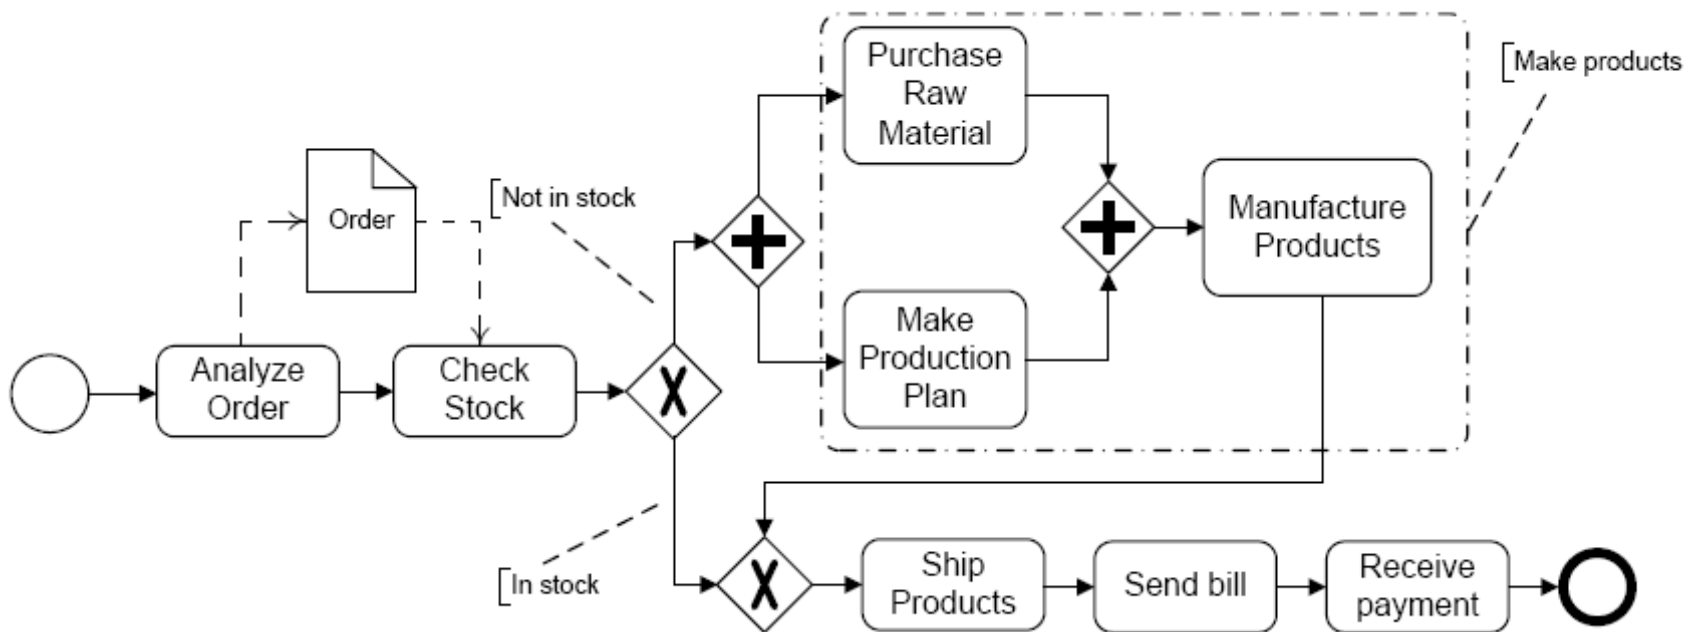 Purchase
Raw
Material
Make products
Order
Not in stock
Manufacture
Products
Analyze
Order
Check
Stock
Make
Production
Plan
In stock
Ship
Products
Send bill
Receive
payment